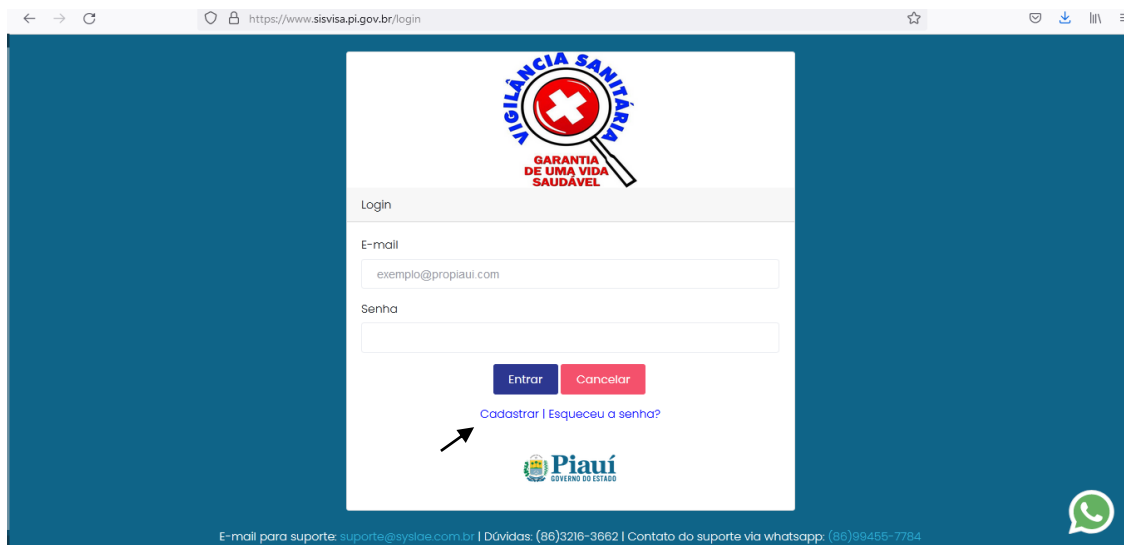 https://www.sisvisa.pi.gov.br/login
VIGILÂNCIA SANITÁRIA
GARANTIA
DE UMA VIDA
SAUDÁVEL
Login
E-mail
exemplo@propiaui.com
Senha
Entrar Cancelar
Cadastrar | Esqueceu a senha?
Piauí
GOVERNO DO ESTADO
E-mail para suporte: suporte@syslae.com.br | Dúvidas: (86)3216-3662 | Contato do suporte via whatsapp: (86)99455-7784